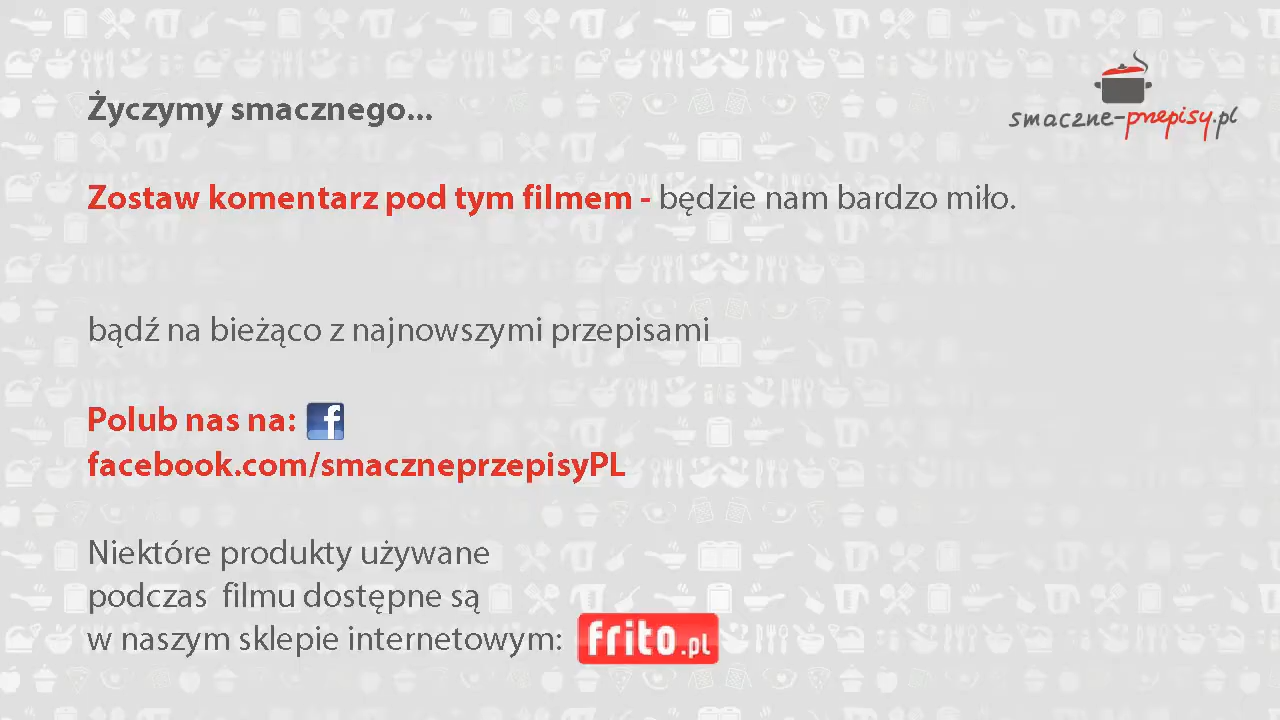 Życzymy smacznego...
smaczne-przepisy.pl
Zostaw komentarz pod tym filmem - będzie nam bardzo miło.
bądź na bieżąco z najnowszymi przepisami
Polub nas na: f
facebook.com/smaczneprzepisyPL
Niektóre produkty używane
podczas filmu dostępne są
w naszym sklepie internetowym: frito.pl